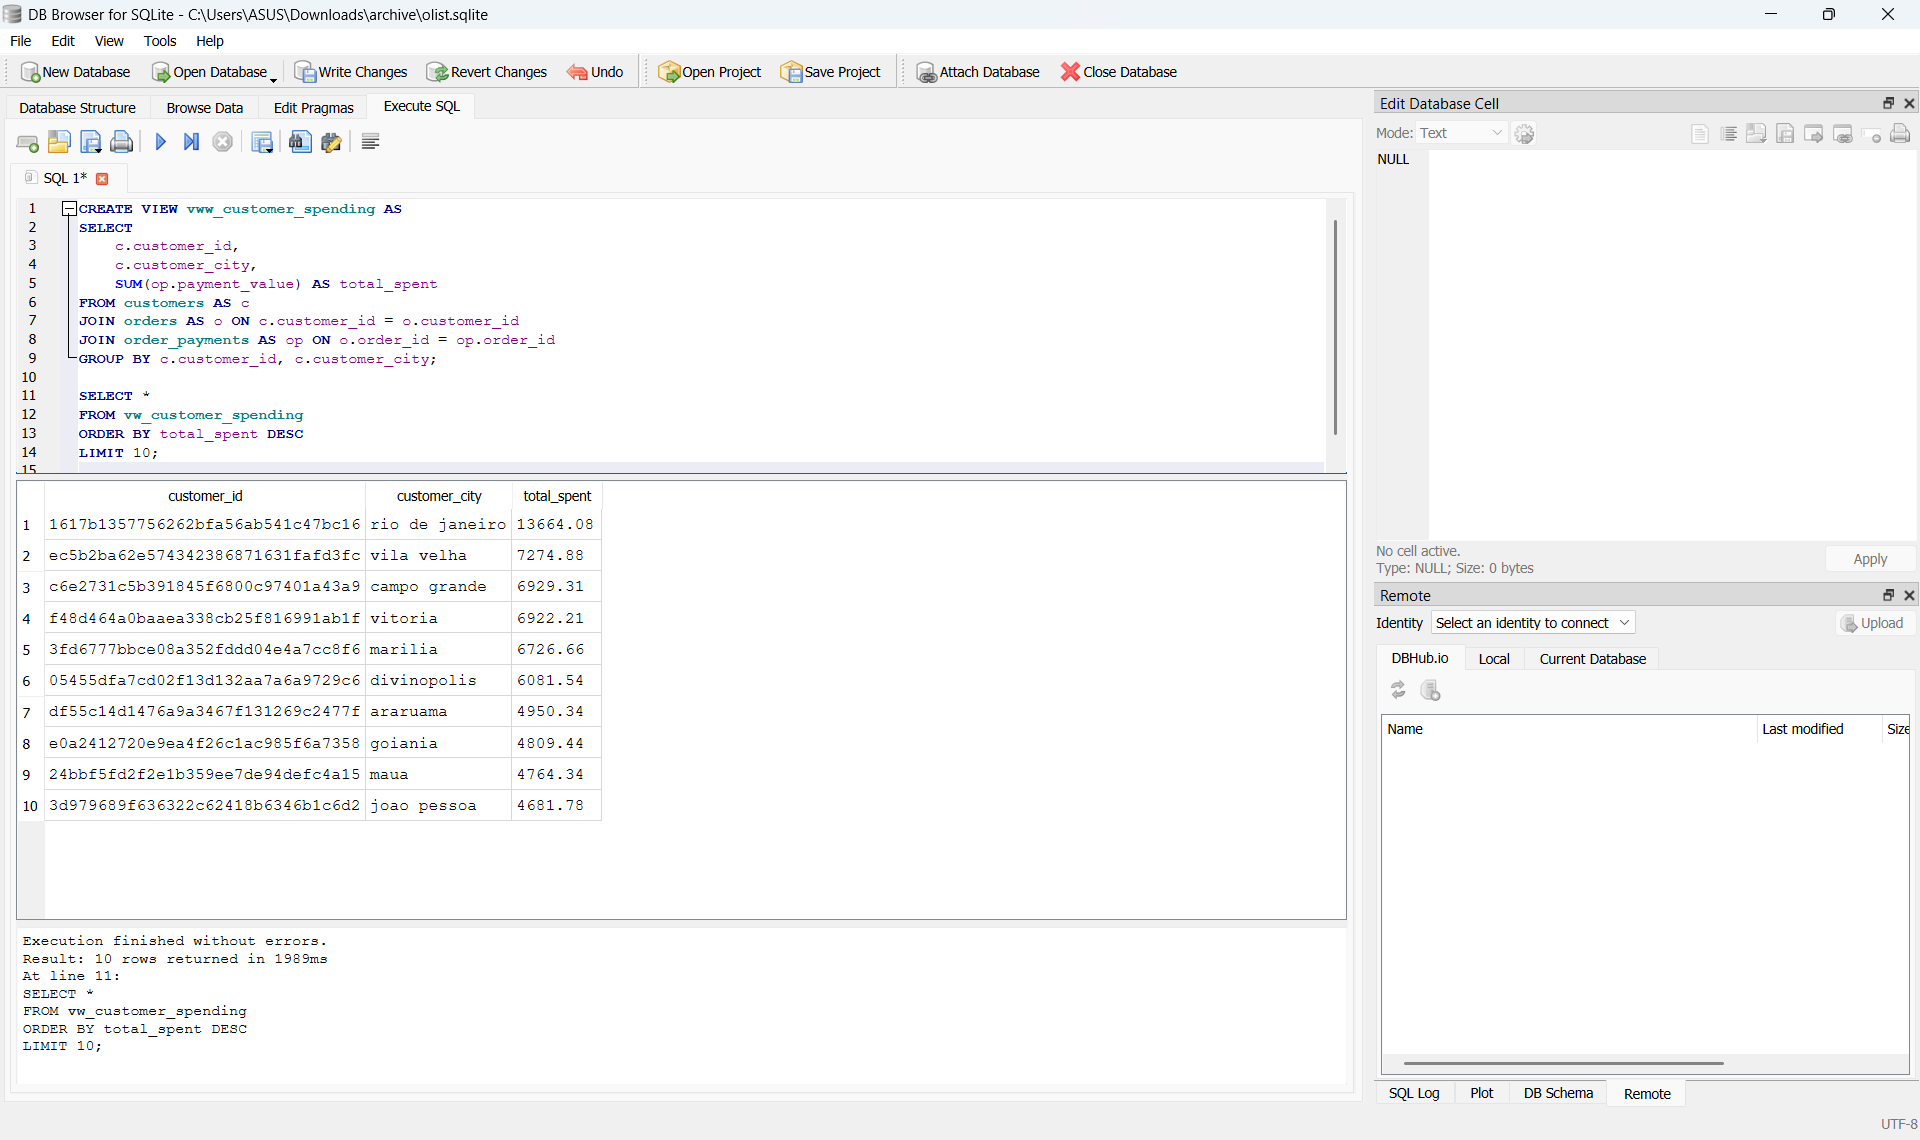 DB Browser for SQLite - C:\Users\ASUS\Downloads\archive\olist.sqlite
File Edit View Tools Help
New Database Open Database Write Changes Revert Changes Undo Open Project Save Project Attach Database Close Database
Database Structure Browse Data Edit Pragmas Execute SQL
SQL 1*
1 CREATE VIEW vww_customer_spending AS
2 SELECT
3 c.customer_id,
4 c.customer_city,
5 SUM(op.payment_value) AS total_spent
6 FROM customers AS c
7 JOIN orders AS o ON c.customer_id = o.customer_id
8 JOIN order_payments AS op ON o.order_id = op.order_id
9 GROUP BY c.customer_id, c.customer_city;
10
11 SELECT *
12 FROM vw_customer_spending
13 ORDER BY total_spent DESC
14 LIMIT 10;
15
customer_id customer_city total_spent
1 1617b1357756262bfa56ab541c47bc16 rio de janeiro 13664.08
2 ec5b2ba62e574342386871631fafd3fc vila velha 7274.88
3 c6e2731c5b391845f6800c97401a43a9 campo grande 6929.31
4 f48d464a0baaea338cb25f816991ab1f vitoria 6922.21
5 3fd6777bbce08a352fddd04e4a7cc8f6 marilia 6726.66
6 05455dfa7cd02f13d132aa7a6a9729c6 divinopolis 6081.54
7 df55c14d1476a9a3467f131269c2477f araruama 4950.34
8 e0a2412720e9ea4f26c1ac985f6a7358 goiania 4809.44
9 24bbf5fd2f2e1b359ee7de94defc4a15 maua 4764.34
10 3d979689f636322c62418b6346b1c6d2 joao pessoa 4681.78
Execution finished without errors.
Result: 10 rows returned in 1989ms
At line 11:
SELECT *
FROM vw_customer_spending
ORDER BY total_spent DESC
LIMIT 10;
Edit Database Cell
Mode: Text
NULL
No cell active.
Type: NULL; Size: 0 bytes
Apply
Remote
Identity Select an identity to connect Upload
DBHub.io Local Current Database
Name Last modified Size
SQL Log Plot DB Schema Remote
UTF-8